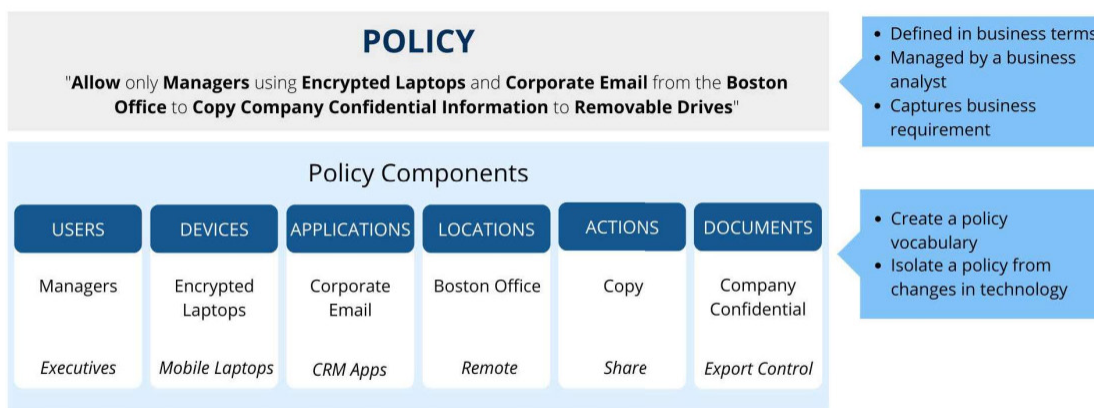 POLICY
"Allow only Managers using Encrypted Laptops and Corporate Email from the Boston
Office to Copy Company Confidential Information to Removable Drives"
• Defined in business terms
• Managed by a business
analyst
• Captures business
requirement
Policy Components
USERS
DEVICES
APPLICATIONS
LOCATIONS
ACTIONS
DOCUMENTS
Managers
Encrypted
Laptops
Corporate
Email
Boston Office
Copy
Company
Confidential
Executives
Mobile Laptops
CRM Apps
Remote
Share
Export Control
• Create a policy
vocabulary
• Isolate a policy from
changes in technology